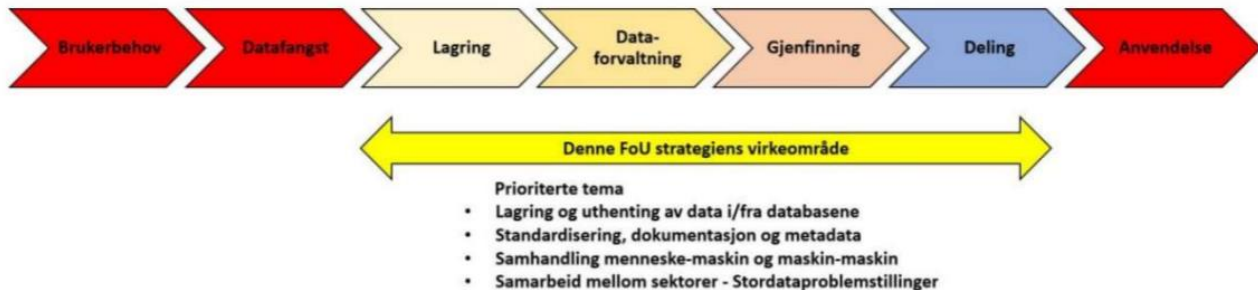 Brukerbehov
Datafangst
Lagring
Data-
forvaltning
Gjenfinning
Deling
Anvendelse
Denne FoU strategiens virkeområde
Prioriterte tema
• Lagring og uthenting av data i/fra databasene
• Standardisering, dokumentasjon og metadata
• Samhandling menneske-maskin og maskin-maskin
• Samarbeid mellom sektorer - Stordataproblemstillinger